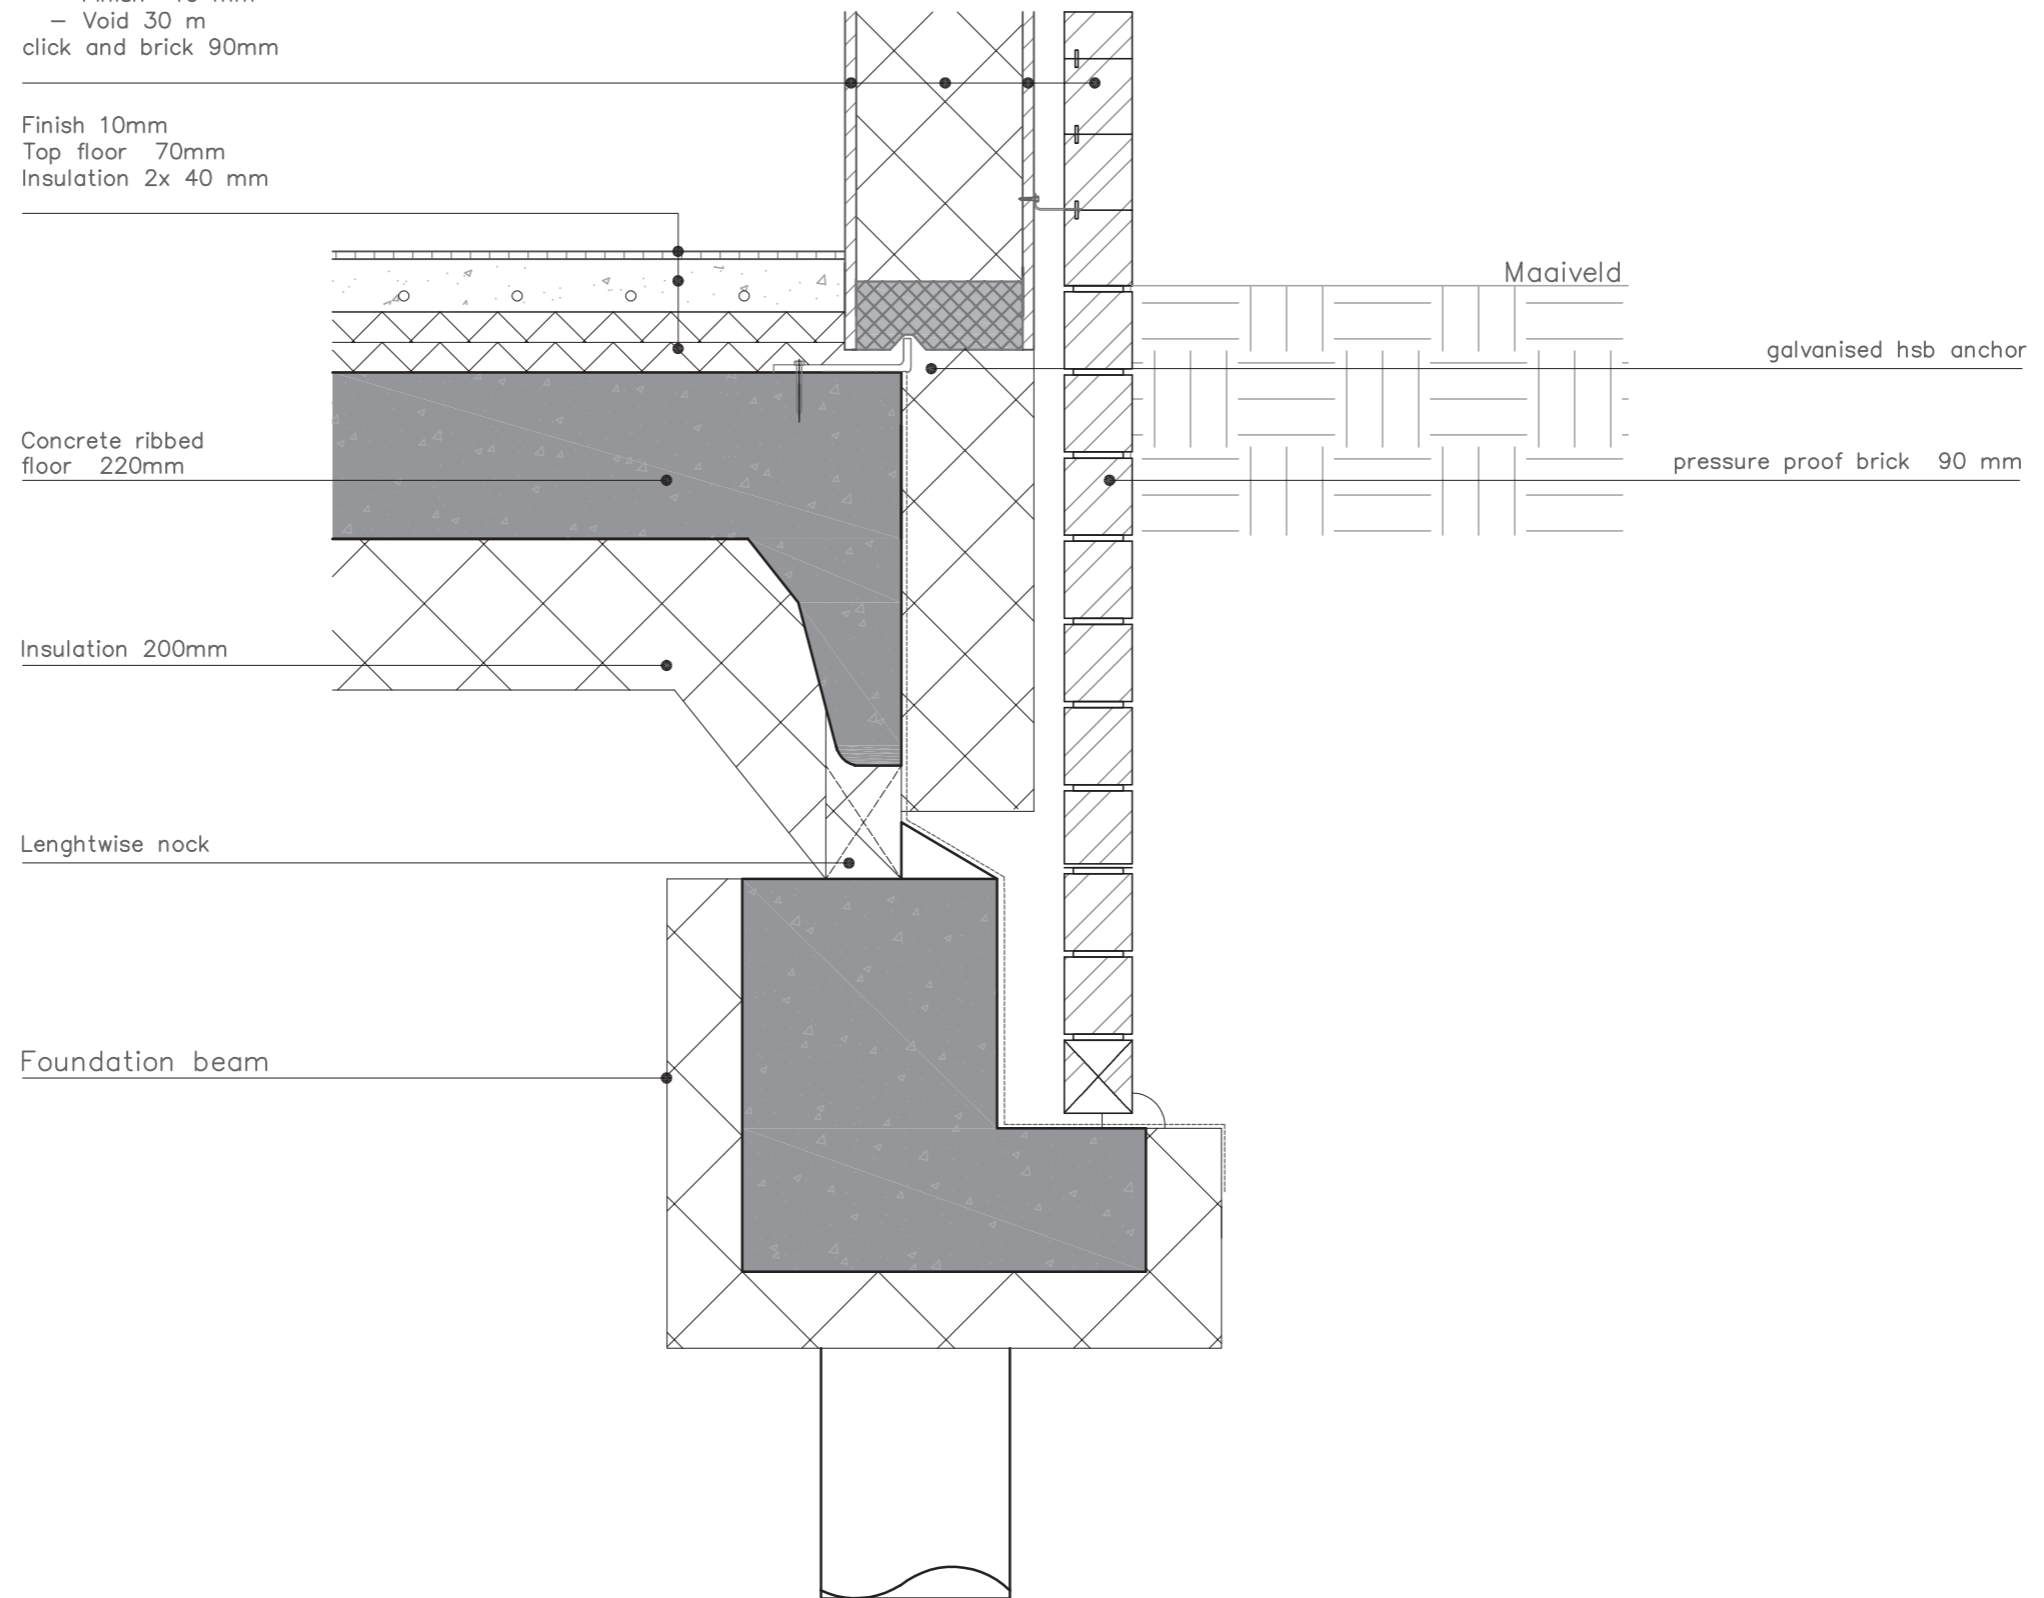 – Void 30 m
click and brick 90mm
Finish 10mm
Top floor 70mm
Insulation 2x 40 mm
Maaiveld
galvanised hsb anchor
Concrete ribbed
floor 220mm
pressure proof brick 90 mm
Insulation 200mm
Lenghtwise nock
Foundation beam